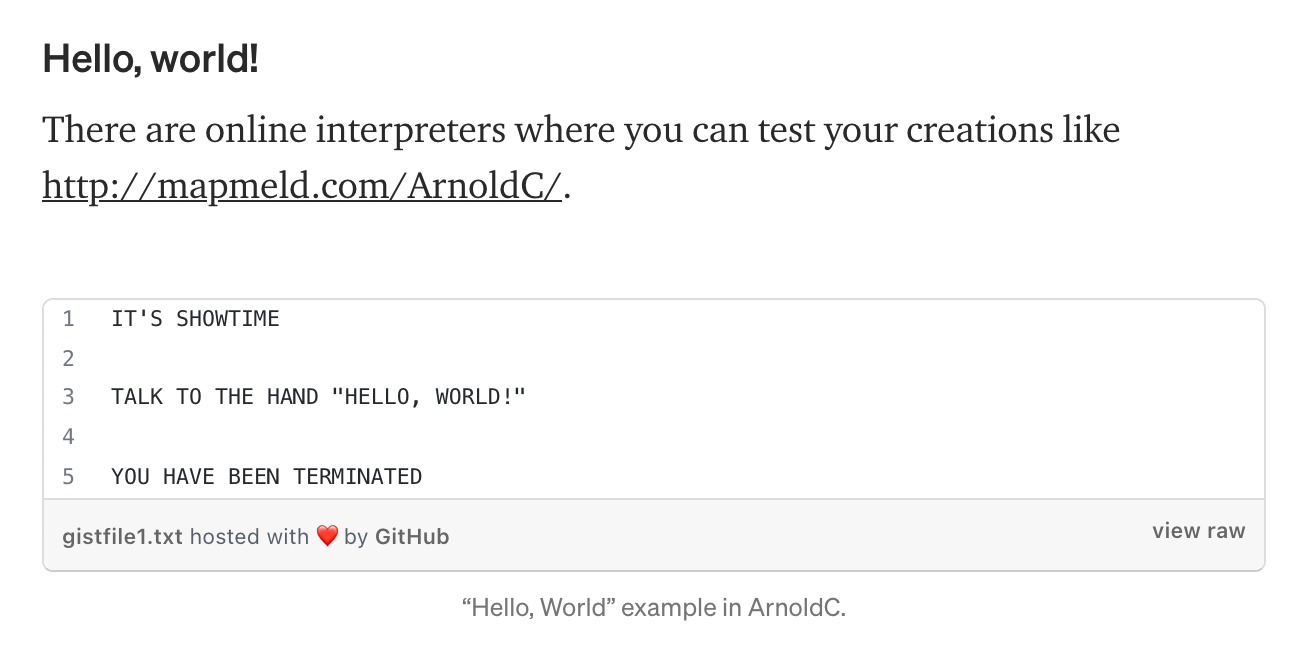 Hello, world!
There are online interpreters where you can test your creations like
http://mapmeld.com/ArnoldC/.
1 IT'S SHOWTIME
2
3 TALK TO THE HAND "HELLO, WORLD!"
4
5 YOU HAVE BEEN TERMINATED
gistfile1.txt hosted with ❤ by GitHub view raw
“Hello, World” example in ArnoldC.